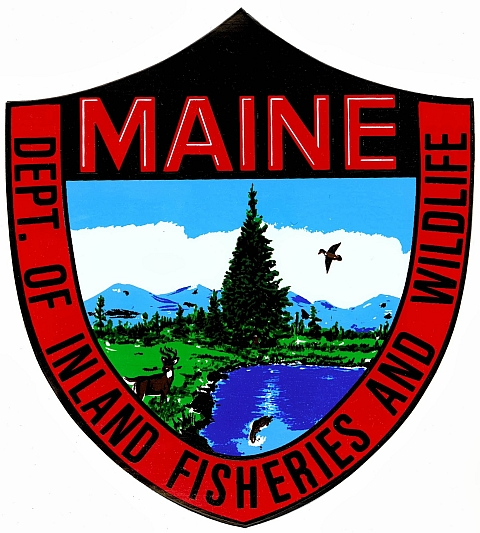 MAINE
DEPT. OF INLAND FISHERIES AND WILDLIFE